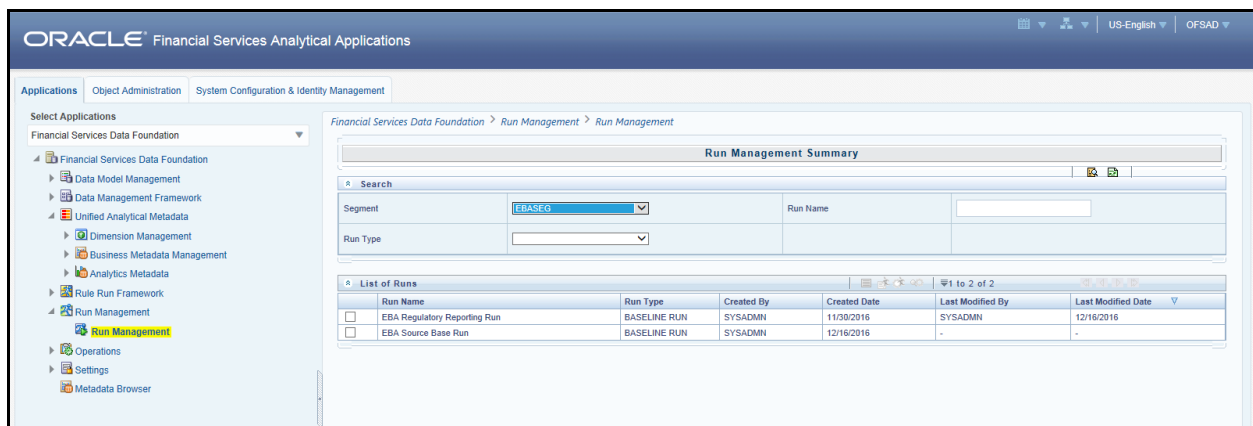 US-English OFSAD
ORACLE® Financial Services Analytical Applications
Applications Object Administration System Configuration & Identity Management
Select Applications
Financial Services Data Foundation
Financial Services Data Foundation
Data Model Management
Data Management Framework
Unified Analytical Metadata
Dimension Management
Business Metadata Management
Analytics Metadata
Rule Run Framework
Run Management
Run Management
Operations
Settings
Metadata Browser
Financial Services Data Foundation > Run Management > Run Management
Run Management Summary
Search
Segment EBASEG Run Name
Run Type
List of Runs 1 to 2 of 2
Run Name Run Type Created By Created Date Last Modified By Last Modified Date
EBA Regulatory Reporting Run BASELINE RUN SYSADMN 11/30/2016 SYSADMN 12/16/2016
EBA Source Base Run BASELINE RUN SYSADMN 12/16/2016 - -